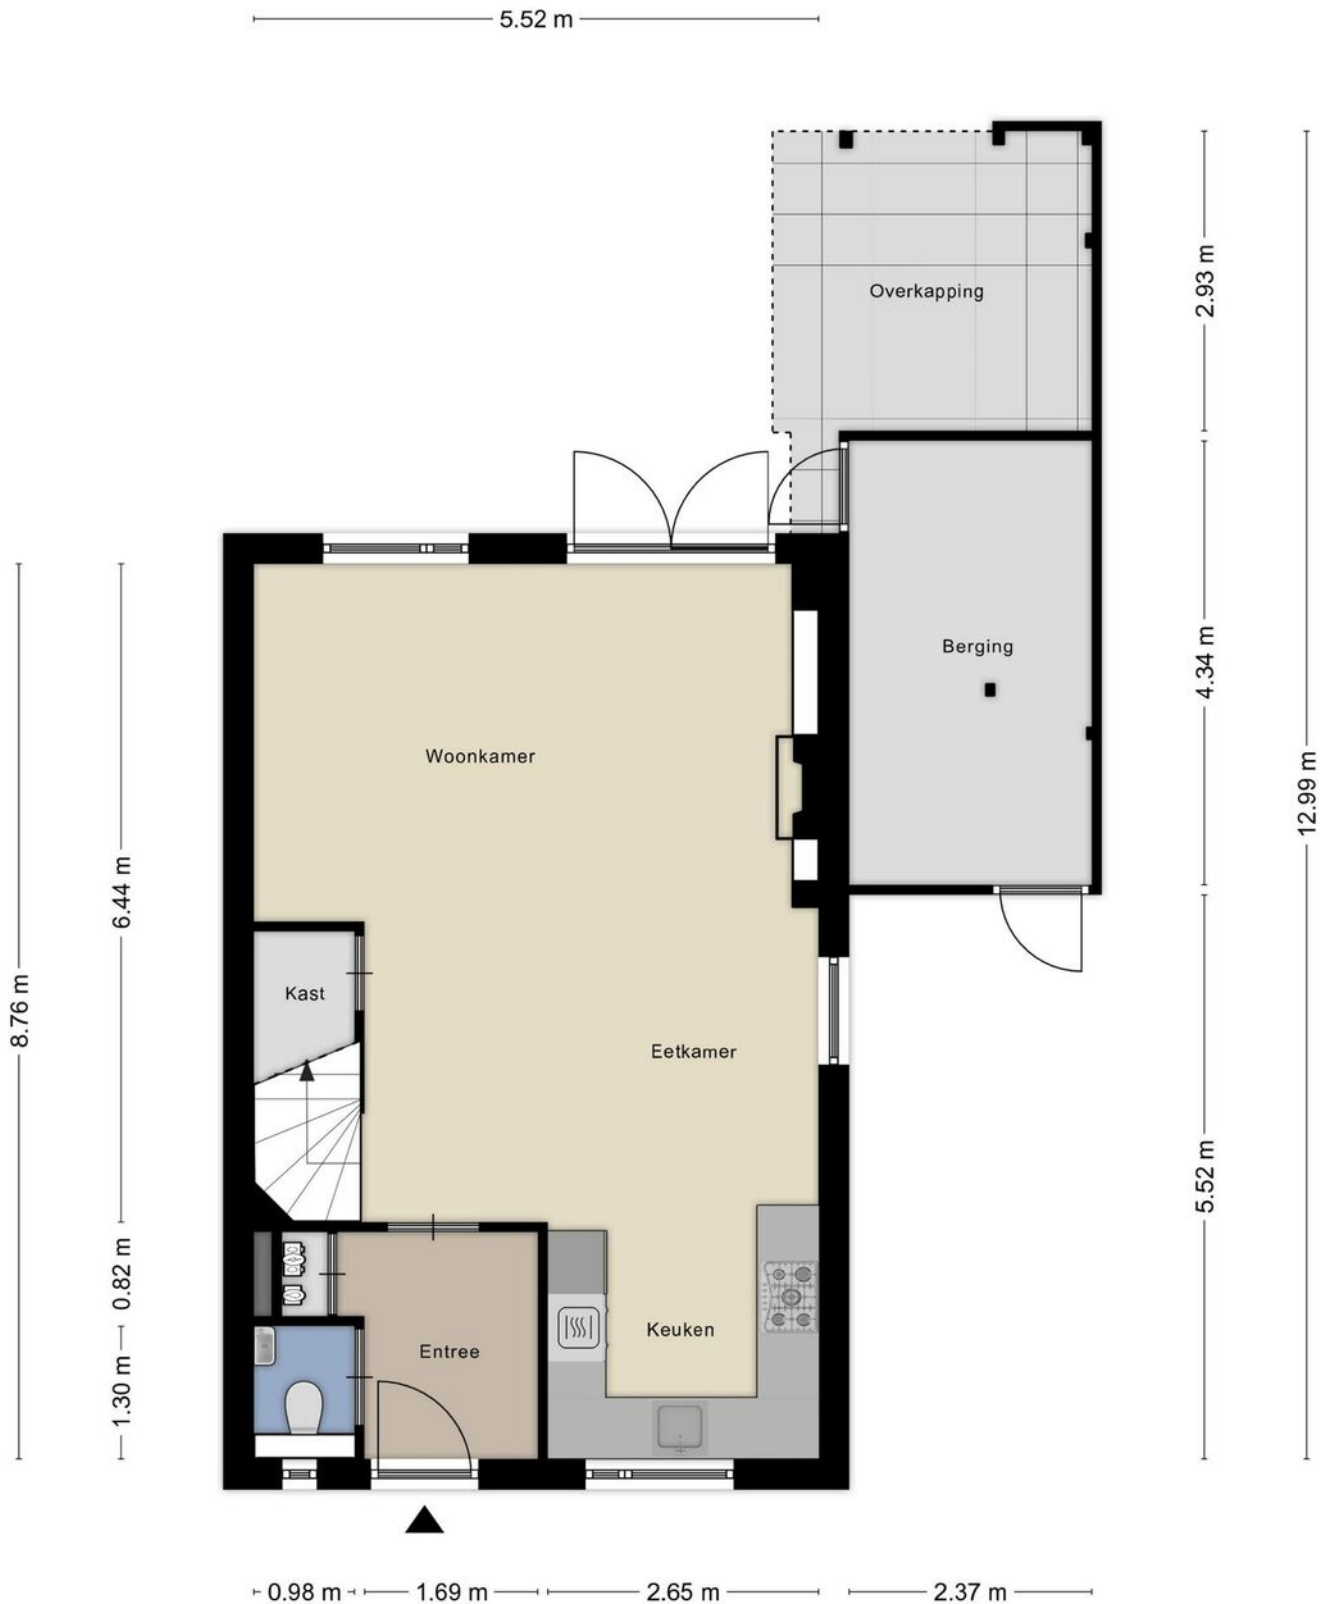 5.52 m
Overkapping
2.93 m
Berging
4.34 m
Woonkamer
12.99 m
6.44 m
Kast
8.76 m
Eetkamer
5.52 m
0.82 m
Keuken
Entree
1.30 m
0.98 m
1.69 m
2.65 m
2.37 m